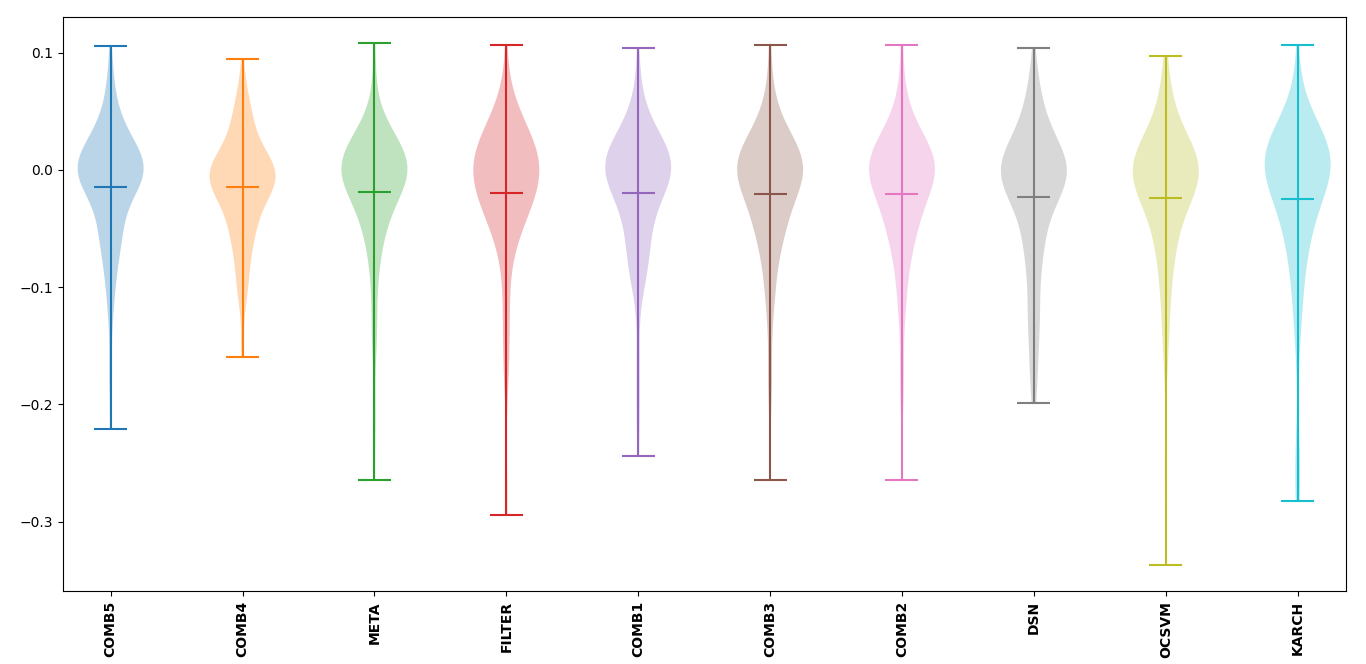 0.1
0.0
−0.1
−0.2
−0.3
COMB5
COMB4
META
FILTER
COMB1
COMB3
COMB2
DSN
OCSVM
KARCH